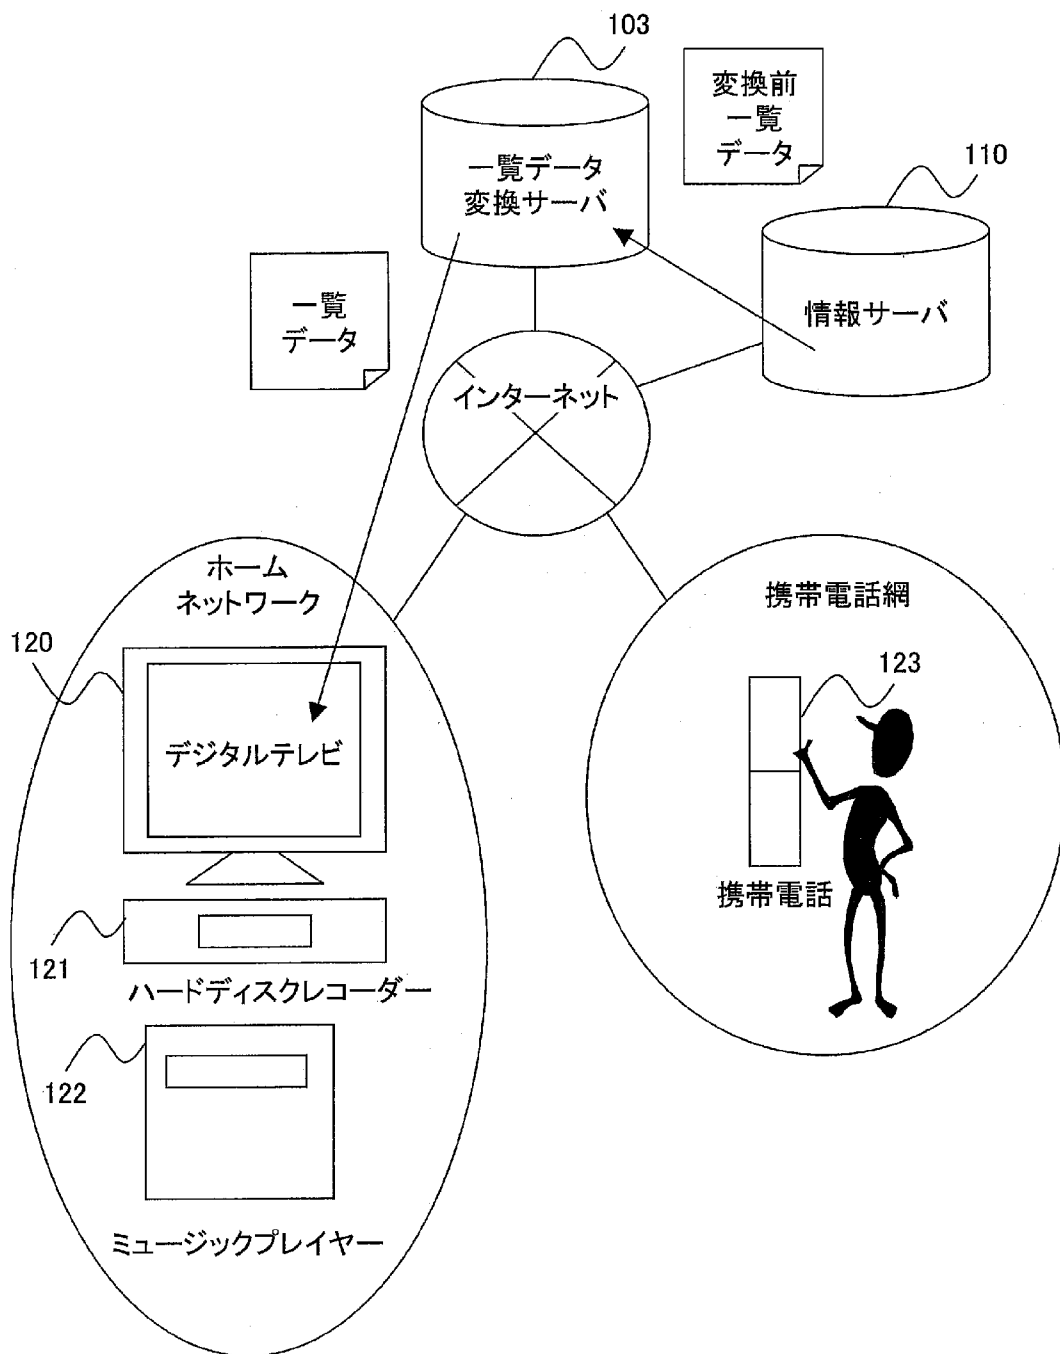 103
変換前
一覧
データ
一覧データ
変換サーバ
110
情報サーバ
一覧
データ
インターネット
ホーム
ネットワーク
120
デジタルテレビ
121
ハードディスクレコーダー
122
ミュージックプレイヤー
携帯電話網
123
携帯電話